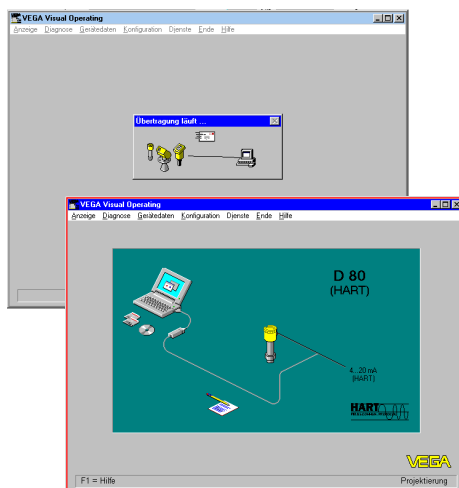 VEGA Visual Operating
Anzeige Diagnose Gerätedaten Konfiguration Dienste Ende Hilfe
Übertragung läuft ...
VEGA Visual Operating
Anzeige Diagnose Gerätedaten Konfiguration Dienste Ende Hilfe
D 80
(HART)
4...20 mA
(HART)
HART
VEGA
F1 = Hilfe Projektierung